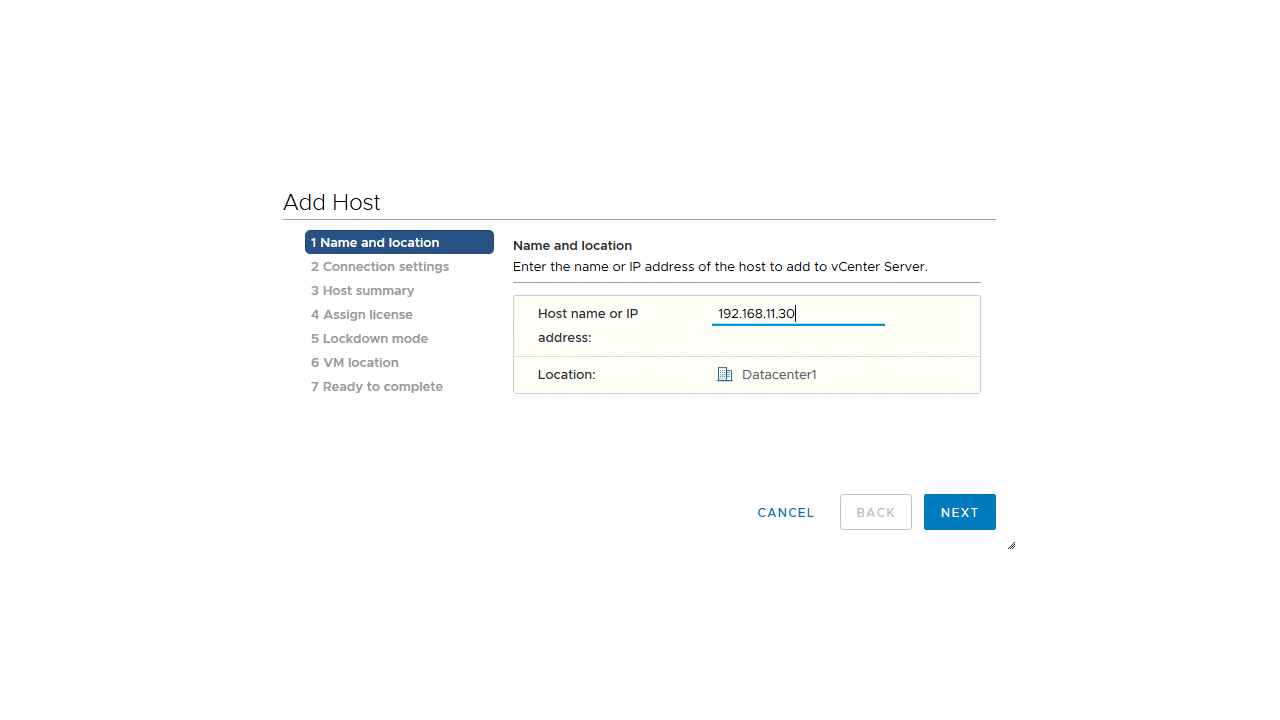 Add Host
1 Name and location
2 Connection settings
3 Host summary
4 Assign license
5 Lockdown mode
6 VM location
7 Ready to complete
Name and location
Enter the name or IP address of the host to add to vCenter Server.
Host name or IP address: 192.168.11.30
Location: Datacenter1
CANCEL BACK NEXT